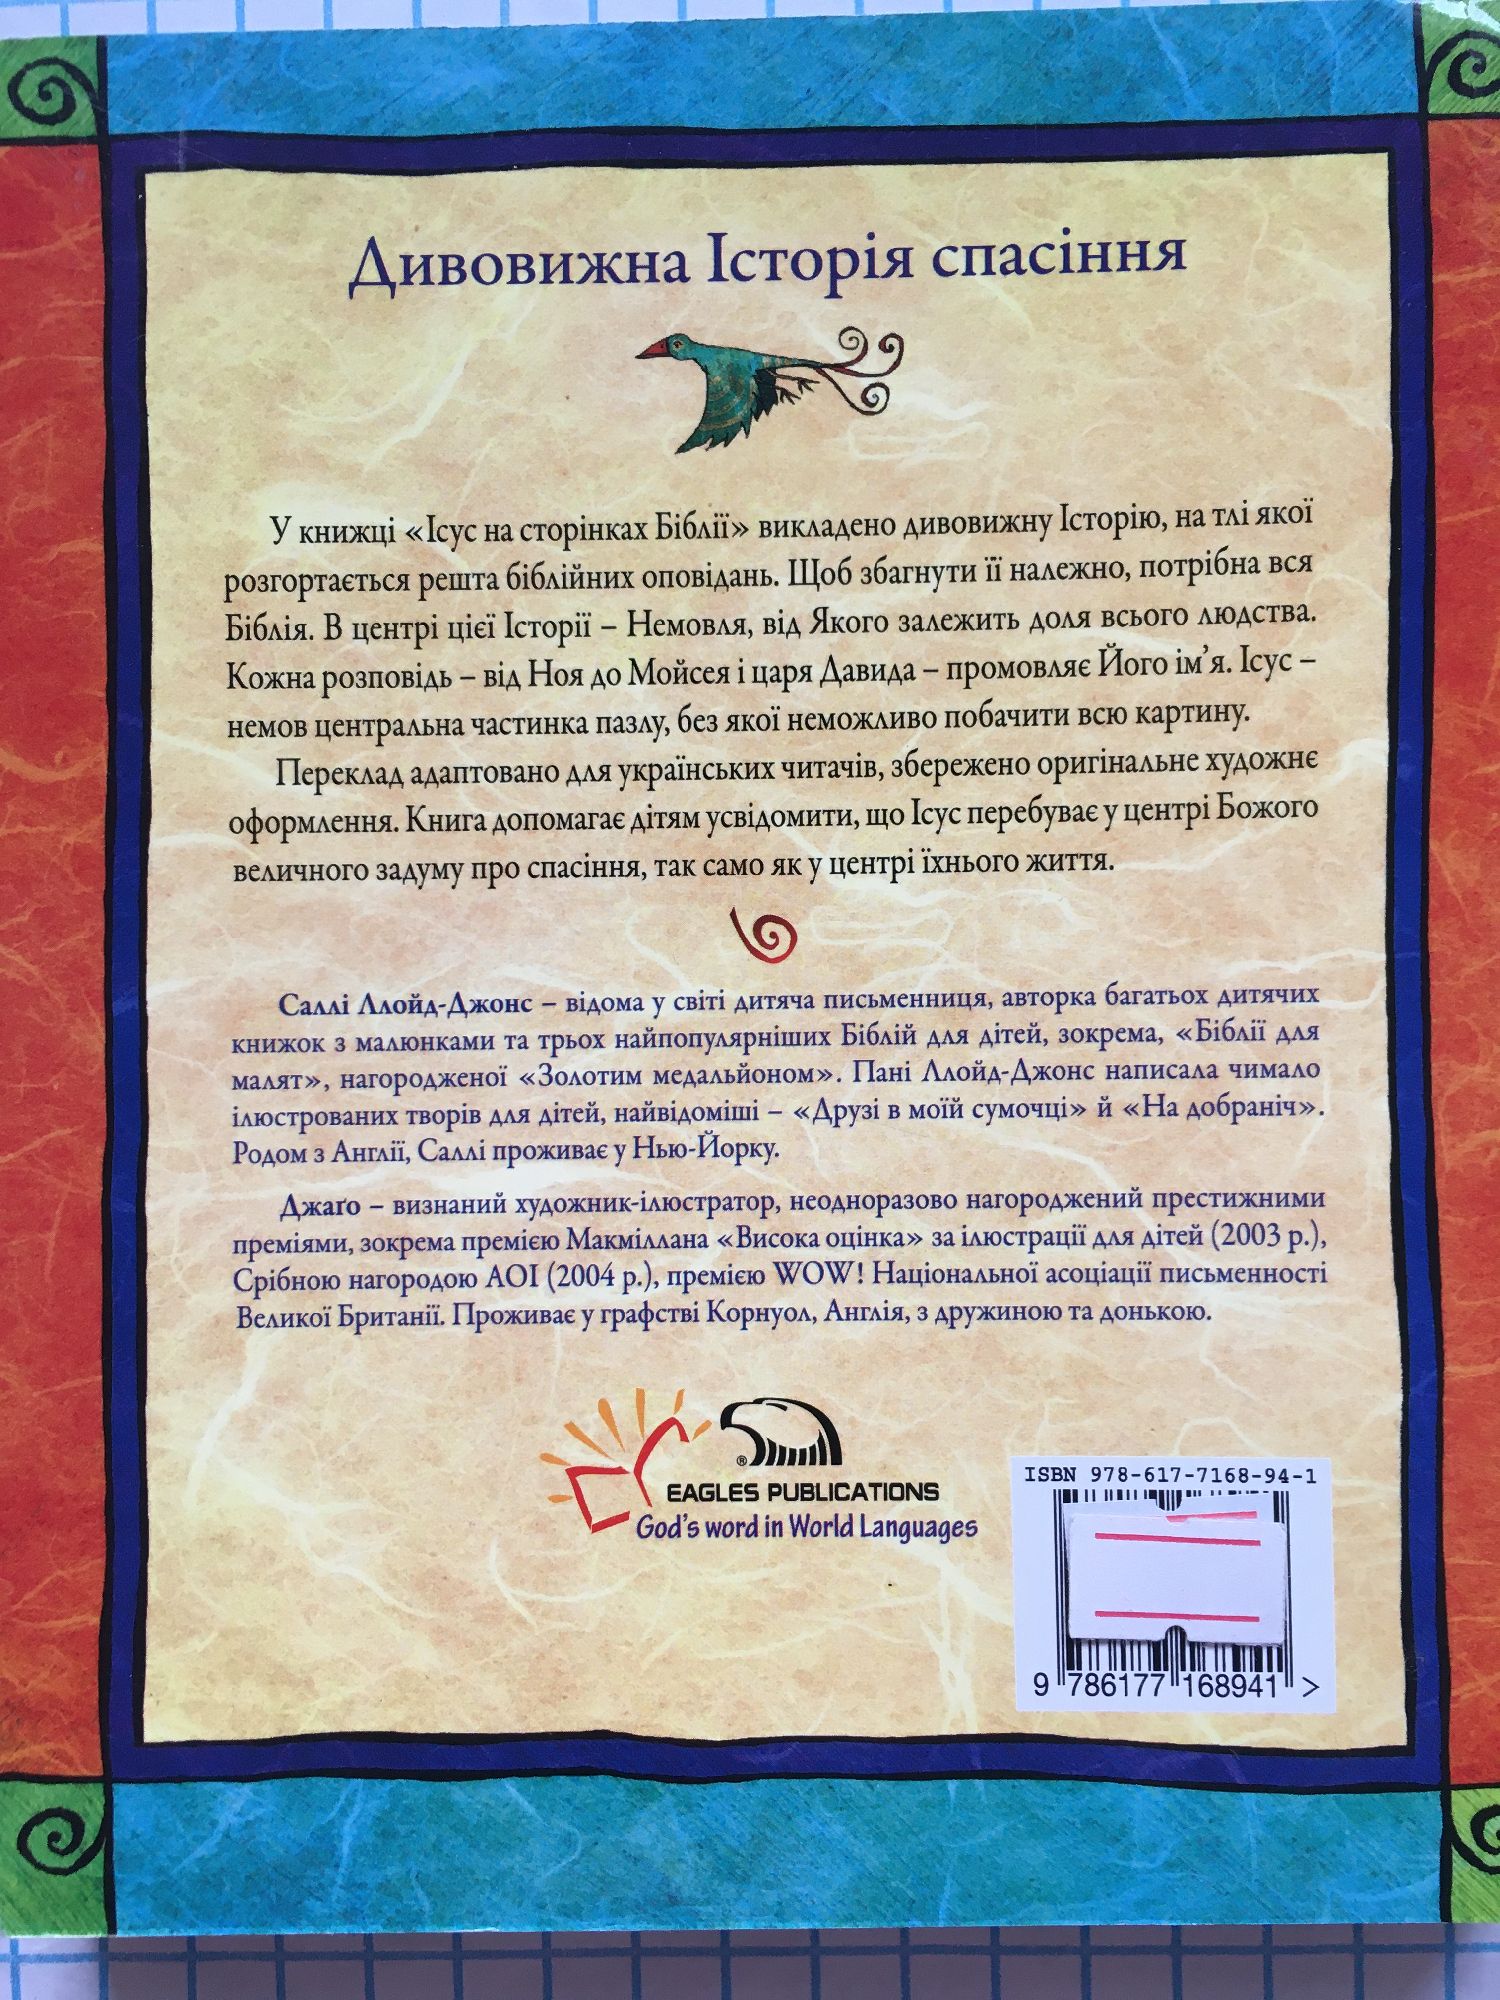 Дивовижна Історія спасіння
У книжці «Ісус на сторінках Біблії» викладено дивовижну Історію, на тлі якої
розгортається решта біблійних оповідань. Щоб збагнути її належно, потрібна вся
Біблія. В центрі цієї Історії – Немовля, від Якого залежить доля всього людства.
Кожна розповідь – від Ноя до Мойсея і царя Давида – промовляє Його ім’я. Ісус –
немов центральна частинка пазлу, без якої неможливо побачити всю картину.
Переклад адаптовано для українських читачів, збережено оригінальне художнє
оформлення. Книга допомагає дітям усвідомити, що Ісус перебуває у центрі Божого
величного задуму про спасіння, так само як у центрі їхнього життя.
Саллі Ллойд-Джонс – відома у світі дитяча письменниця, авторка багатьох дитячих
книжок з малюнками та трьох найпопулярніших Біблій для дітей, зокрема, «Біблії для
малят», нагородженої «Золотим медальйоном». Пані Ллойд-Джонс написала чимало
ілюстрованих творів для дітей, найвідоміші – «Друзі в моїй сумочці» й «На добраніч».
Родом з Англії, Саллі проживає у Нью-Йорку.
Джаґо – визнаний художник-ілюстратор, неодноразово нагороджений престижними
преміями, зокрема премією Макміллана «Висока оцінка» за ілюстрації для дітей (2003 р.),
Срібною нагородою АОІ (2004 р.), премією WOW! Національної асоціації письменності
Великої Британії. Проживає у графстві Корнуол, Англія, з дружиною та донькою.
®
EAGLES PUBLICATIONS
God's word in World Languages
ISBN 978-617-7168-94-1
9 786177 168941 >